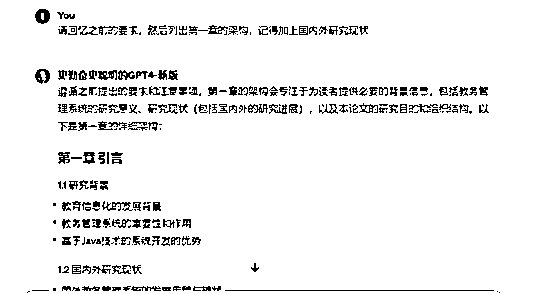 You
请回忆之前的要求，然后列出第一章的架构，记得加上国内外研究现状
更勤奋更聪明的GPT4-新版
遵循之前提出的要求和注意事项，第一章的架构会专注于为读者提供必要的背景信息，包括教务管
理系统的研究意义、研究现状（包括国内外的研究进展），以及本论文的研究目的和组织结构。以
下是第一章的详细架构：
第一章 引言
1.1 研究背景
• 教育信息化的发展背景
• 教务管理系统的重要性和作用
• 基于Java技术的系统开发的优势
1.2 国内外研究现状